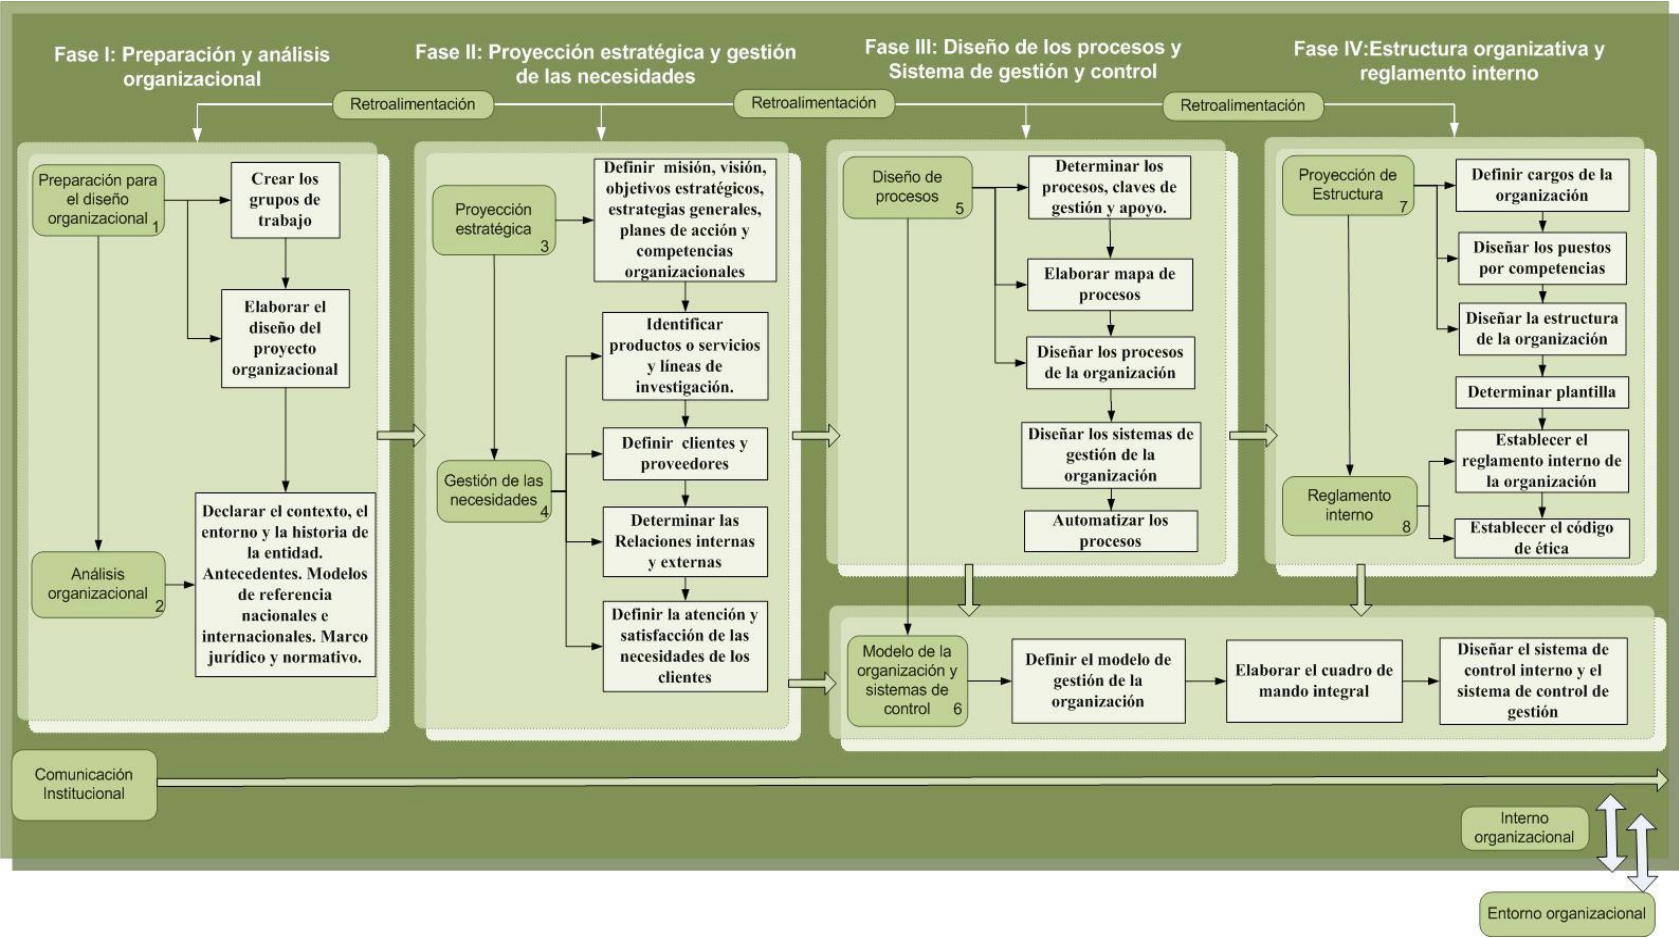 Fase I: Preparación y análisis
organizacional
Fase II: Proyección estratégica y gestión
de las necesidades
Fase III: Diseño de los procesos y
Sistema de gestión y control
Fase IV:Estructura organizativa y
reglamento interno
Retroalimentación
Retroalimentación
Retroalimentación
Preparación para
el diseño
organizacional
1
Crear los
grupos de
trabajo
Elaborar el
diseño del
proyecto
organizacional
Análisis
organizacional
2
Declarar el contexto, el
entorno y la historia de
la entidad.
Antecedentes. Modelos
de referencia
nacionales e
internacionales. Marco
jurídico y normativo.
Proyección
estratégica
3
Definir misión, visión,
objetivos estratégicos,
estrategias generales,
planes de acción y
competencias
organizacionales
Identificar
productos o servicios
y líneas de
investigación.
Definir clientes y
proveedores
Gestión de las
necesidades
4
Determinar las
Relaciones internas
y externas
Definir la atención y
satisfacción de las
necesidades de los
clientes
Diseño de
procesos
5
Determinar los
procesos, claves de
gestión y apoyo.
Elaborar mapa de
procesos
Diseñar los procesos
de la organización
Diseñar los sistemas de
gestión de la
organización
Automatizar los
procesos
Proyección de
Estructura
7
Definir cargos de la
organización
Diseñar los puestos
por competencias
Diseñar la estructura
de la organización
Determinar plantilla
Establecer el
reglamento interno de
la organización
Reglamento
interno
8
Establecer el código
de ética
Modelo de la
organización y
sistemas de
control
6
Definir el modelo de
gestión de la
organización
Elaborar el cuadro de
mando integral
Diseñar el sistema de
control interno y el
sistema de control de
gestión
Comunicación
Institucional
Interno
organizacional
Entorno organizacional